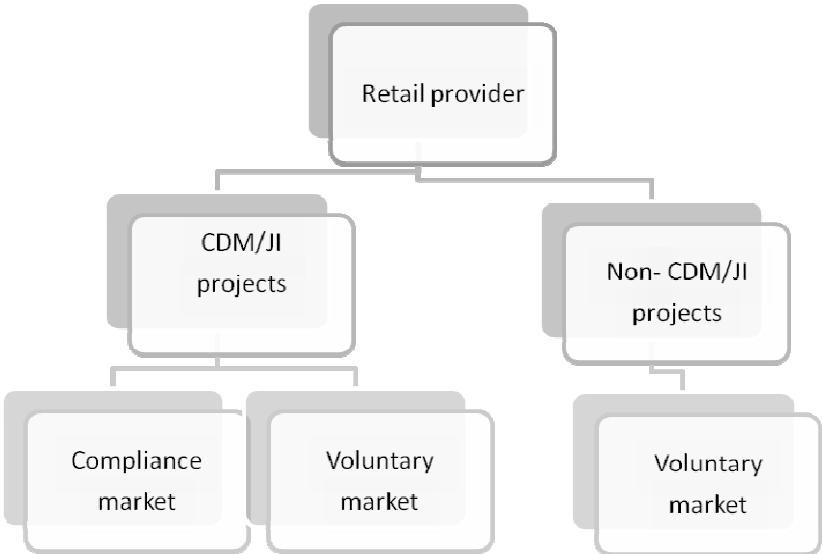 Retail provider
CDM/JI
projects
Non- CDM/JI
projects
Compliance
market
Voluntary
market
Voluntary
market